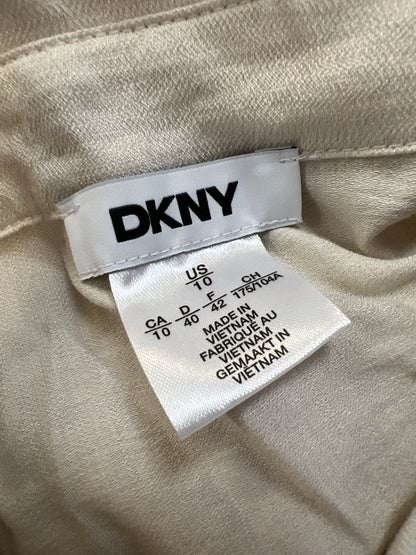 DKNY
US
10
CA D F CH
10 40 42 175/104A
MADE IN
VIETNAM
FABRIQUÉ AU
VIETNAM
GEMAAKT IN
VIETNAM